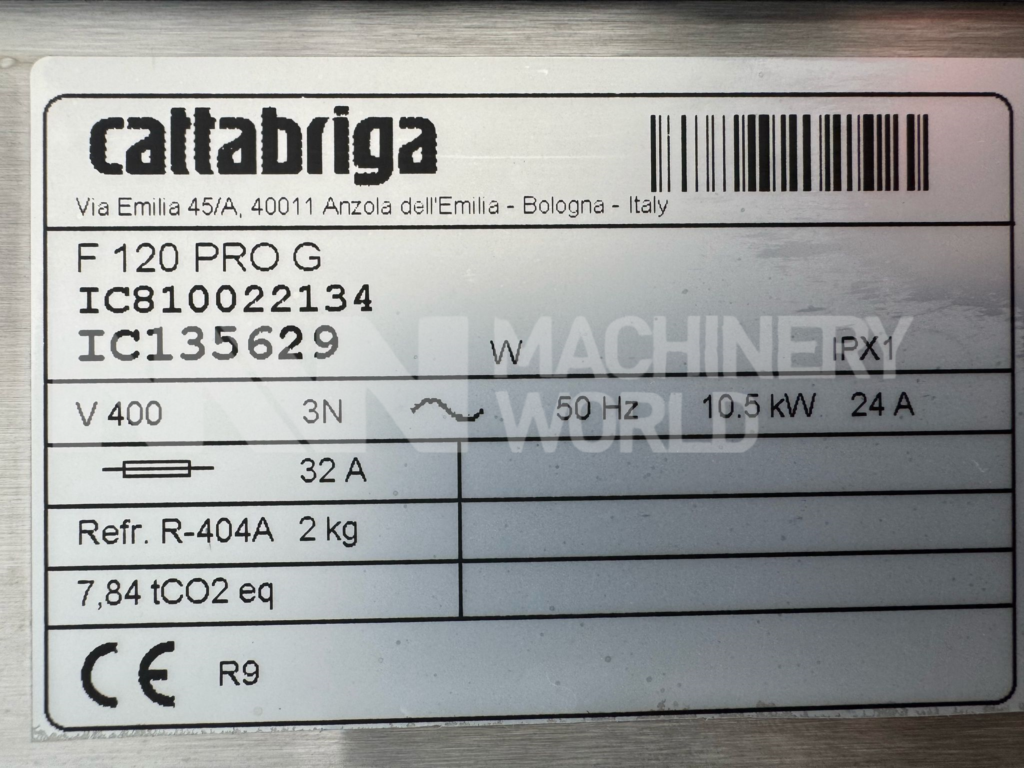 cattabriga
Via Emilia 45/A, 40011 Anzola dell'Emilia - Bologna - Italy
F 120 PRO G
IC810022134
IC135629 W IPX1
MACHINERY
WORLD
V 400 3N 50 Hz 10.5 kW 24 A
32 A
Refr. R-404A 2 kg
7,84 tCO2 eq
CE R9